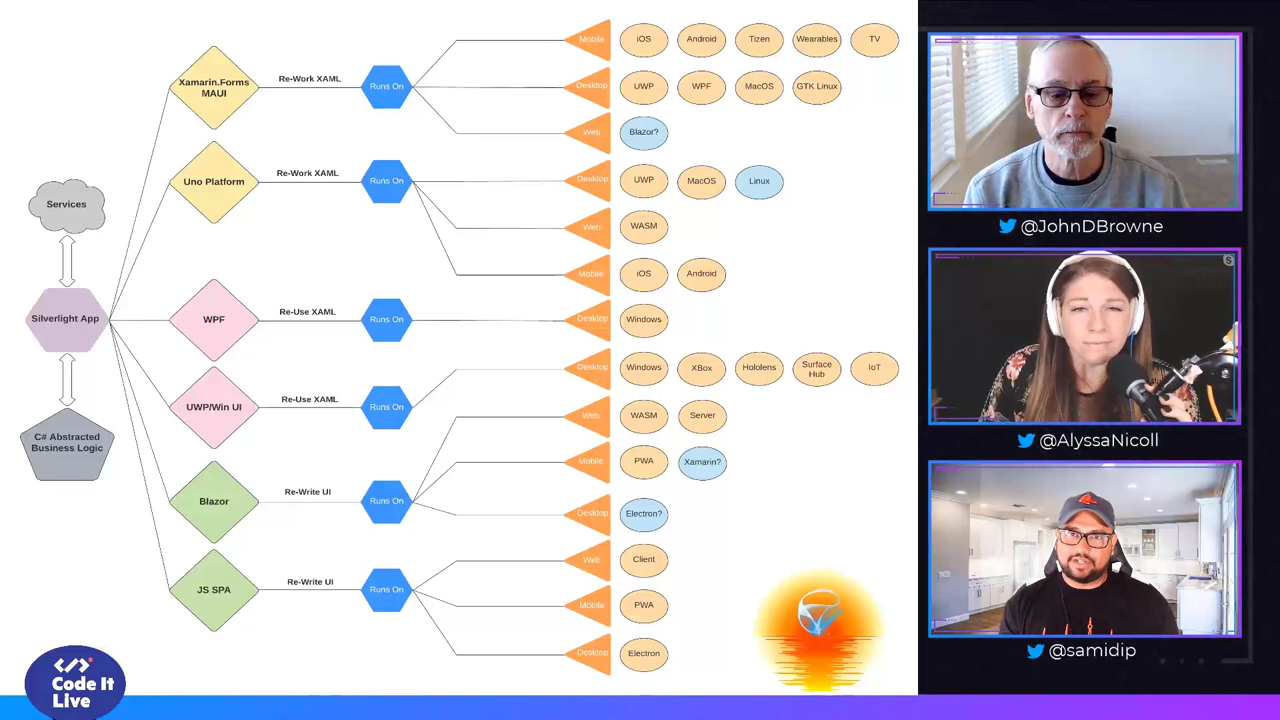 Mobile
iOS
Android
Tizen
Wearables
TV
Xamarin.Forms
MAUI
Re-Work XAML
Runs On
Desktop
UWP
WPF
MacOS
GTK Linux
Web
Blazor?
Uno Platform
Re-Work XAML
Runs On
Desktop
UWP
MacOS
Linux
Services
Web
WASM
Mobile
iOS
Android
Silverlight App
WPF
Re-Use XAML
Runs On
Desktop
Windows
Desktop
Windows
XBox
Hololens
Surface
Hub
IoT
UWP/Win UI
Re-Use XAML
Runs On
Web
WASM
Server
C# Abstracted
Business Logic
Mobile
PWA
Xamarin?
Blazor
Re-Write UI
Runs On
Desktop
Electron?
Web
Client
JS SPA
Re-Write UI
Runs On
Mobile
PWA
Desktop
Electron
Code It
Live
@JohnDBrowne
@AlyssaNicoll
@samidip